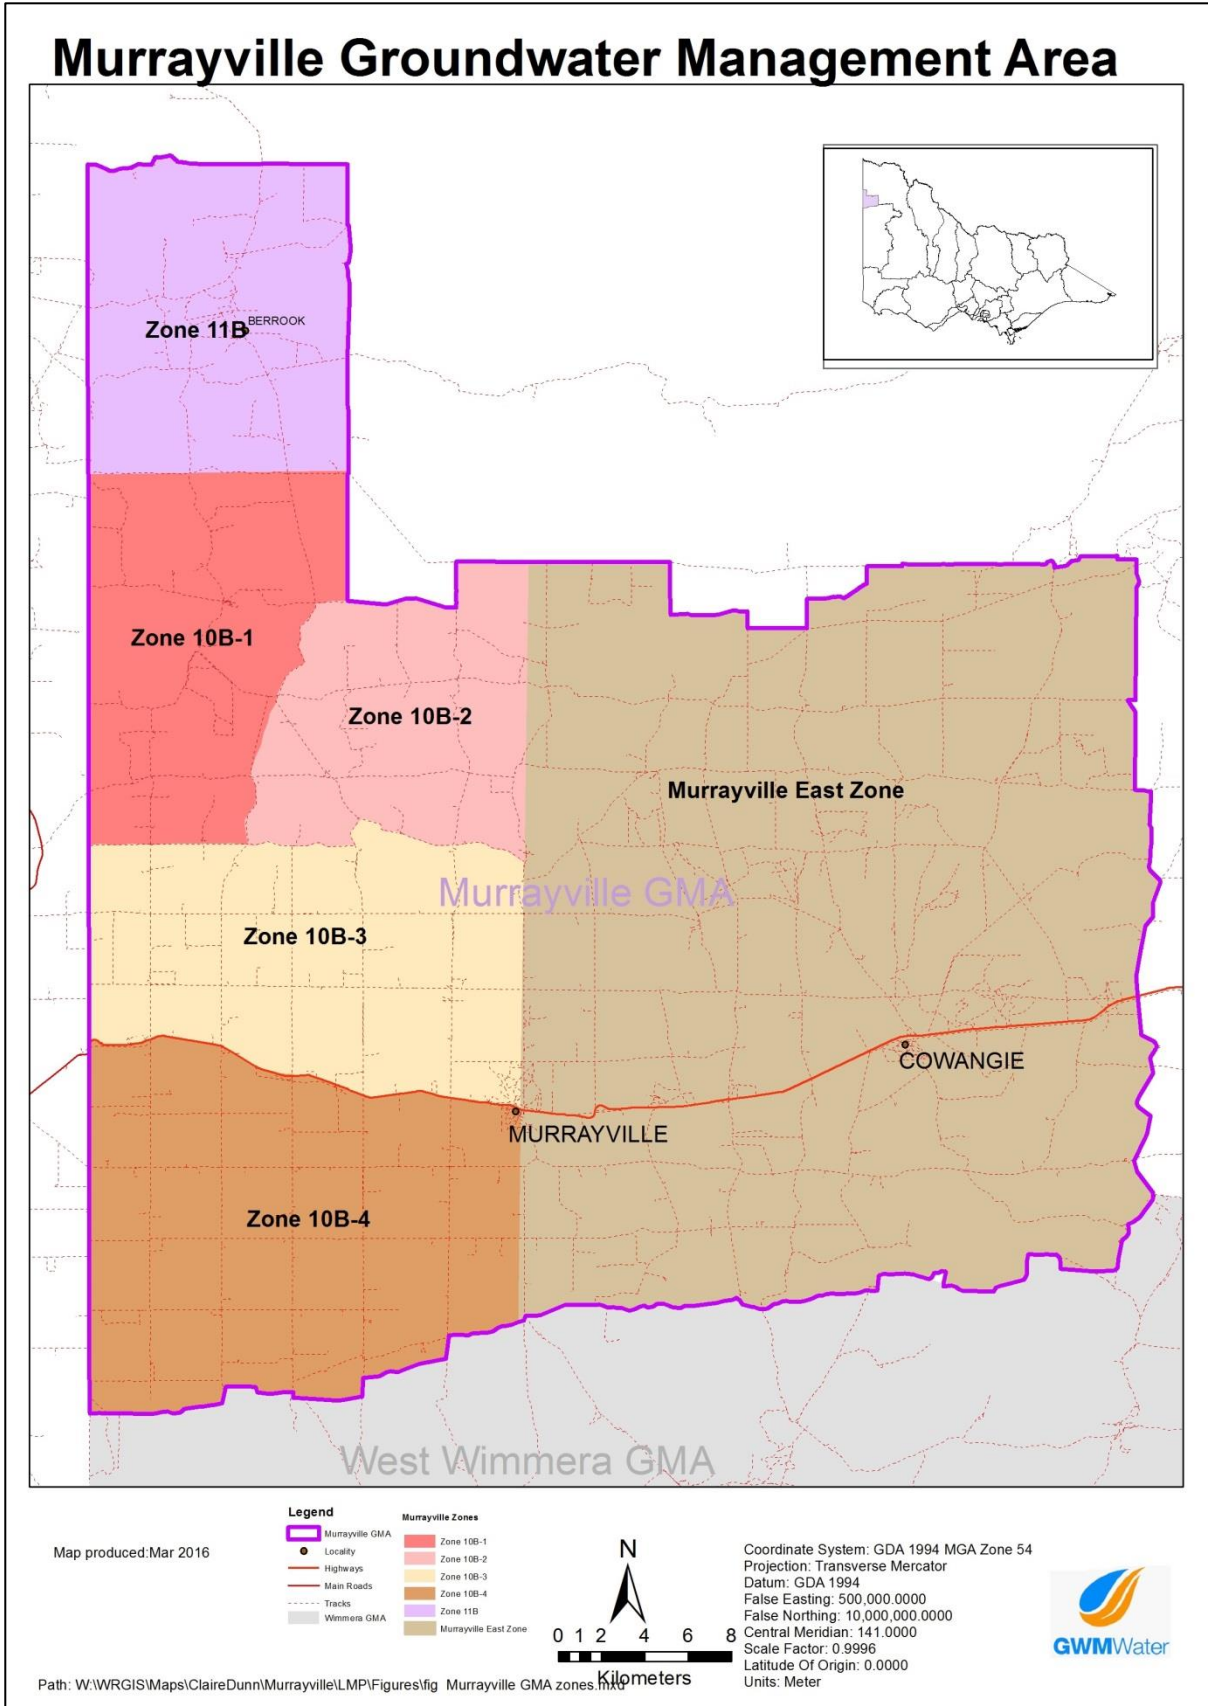 Murrayville Groundwater Management Area
Zone 11B
BERROOK
Zone 10B-1
Zone 10B-2
Murrayville East Zone
Murrayville GMA
Zone 10B-3
COWANGIE
MURRAYVILLE
Zone 10B-4
West Wimmera GMA
Map produced:Mar 2016
Legend
Murrayville GMA
Locality
Highways
Main Roads
Tracks
Wimmera GMA
Murrayville Zones
Zone 10B-1
Zone 10B-2
Zone 10B-3
Zone 10B-4
Zone 11B
Murrayville East Zone
N
0 1 2 4 6 8
Kilometers
Coordinate System: GDA 1994 MGA Zone 54
Projection: Transverse Mercator
Datum: GDA 1994
False Easting: 500,000.0000
False Northing: 10,000,000.0000
Central Meridian: 141.0000
Scale Factor: 0.9996
Latitude Of Origin: 0.0000
Units: Meter
GWMWater
Path: W:\WRGIS\Maps\ClaireDunn\Murrayville\LMP\Figures\fig Murrayville GMA zones.mxd